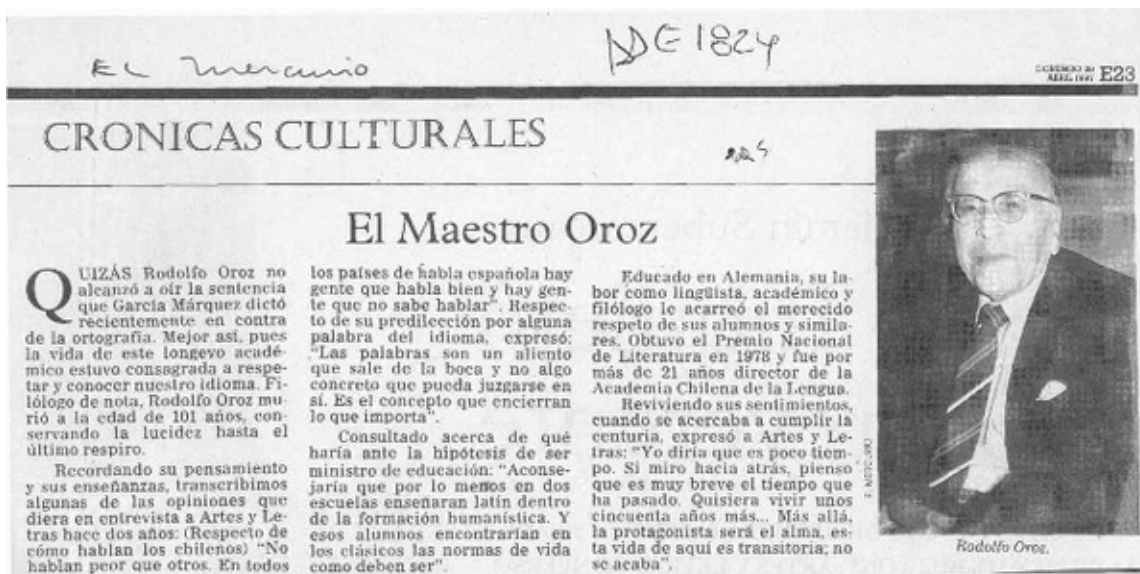 EL Mercurio
DDE 1824
DOMINGO 20
ABRIL 1997 E23
CRONICAS CULTURALES
El Maestro Oroz
QUIZÁS Rodolfo Oroz no
alcanzó a oír la sentencia
que García Márquez dictó
recientemente en contra
de la ortografía. Mejor así, pues
la vida de este longevo acadé-
mico estuvo consagrada a respe-
tar y conocer nuestro idioma. Fi-
lólogo de nota, Rodolfo Oroz mu-
rió a la edad de 101 años, con-
servando la lucidez hasta el
último respiro.
Recordando su pensamiento
y sus enseñanzas, transcribimos
algunas de las opiniones que
diera en entrevista a Artes y Le-
tras hace dos años: (Respecto de
cómo hablan los chilenos) "No
hablan peor que otros. En todos
los países de habla española hay
gente que habla bien y hay gen-
te que no sabe hablar". Respec-
to de su predilección por alguna
palabra del idioma, expresó:
"Las palabras son un aliento
que sale de la boca y no algo
concreto que pueda juzgarse en
sí. Es el concepto que encierran
lo que importa".
Consultado acerca de qué
haría ante la hipótesis de ser
ministro de educación: "Aconse-
jaría que por lo menos en dos
escuelas enseñaran latín dentro
de la formación humanística. Y
esos alumnos encontrarían en
los clásicos las normas de vida
como deben ser".
Educado en Alemania, su la-
bor como lingüista, académico y
filólogo le acarreó el merecido
respeto de sus alumnos y simila-
res. Obtuvo el Premio Nacional
de Literatura en 1978 y fue por
más de 21 años director de la
Academia Chilena de la Lengua.
Reviviendo sus sentimientos,
cuando se acercaba a cumplir la
centuria, expresó a Artes y Le-
tras: "Yo diría que es poco tiem-
po. Si miro hacia atrás, pienso
que es muy breve el tiempo que
ha pasado. Quisiera vivir unos
cincuenta años más... Más allá,
la protagonista será el alma, es-
ta vida de aquí es transitoria; no
se acaba".
Rodolfo Oroz.